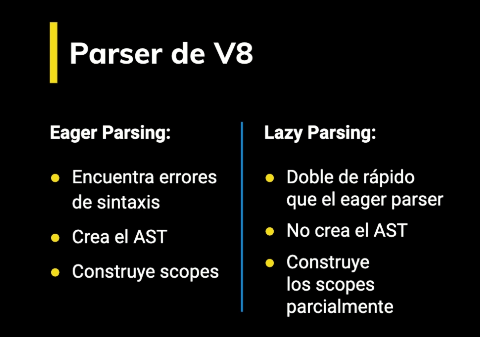 Parser de V8
Eager Parsing:
Encuentra errores
de sintaxis
Crea el AST
Construye scopes
Lazy Parsing:
Doble de rápido
que el eager parser
No crea el AST
Construye
los scopes
parcialmente